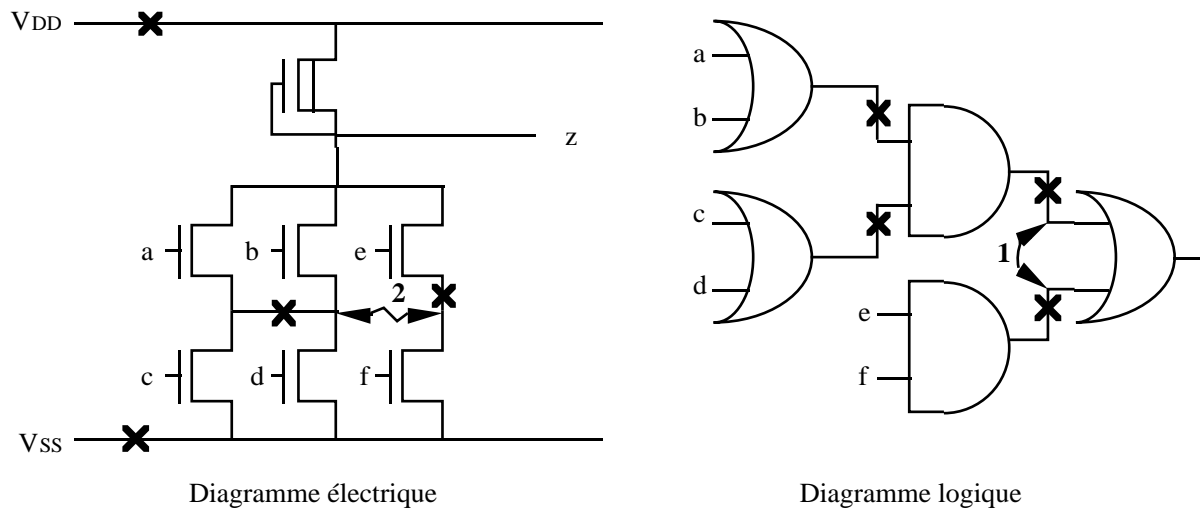 VDD
z
a b e
2
c d f
VSS
Diagramme électrique
a
b
c
d
1
e
f
Diagramme logique